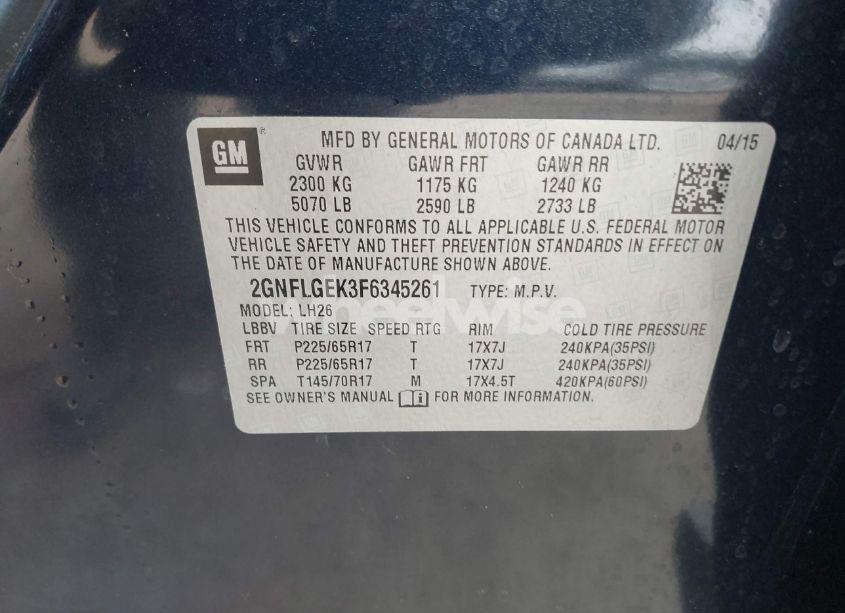 GM ® MFD BY GENERAL MOTORS OF CANADA LTD. 04/15
GVWR GAWR FRT GAWR RR
2300 KG 1175 KG 1240 KG
5070 LB 2590 LB 2733 LB
THIS VEHICLE CONFORMS TO ALL APPLICABLE U.S. FEDERAL MOTOR
VEHICLE SAFETY AND THEFT PREVENTION STANDARDS IN EFFECT ON
THE DATE OF MANUFACTURE SHOWN ABOVE.
2GNFLGEK3F6345261 TYPE: M.P.V.
wheelwise
MODEL: LH26
LBBV TIRE SIZE SPEED RTG RIM COLD TIRE PRESSURE
FRT P225/65R17 T 17X7J 240KPA(35PSI)
RR P225/65R17 T 17X7J 240KPA(35PSI)
SPA T145/70R17 M 17X4.5T 420KPA(60PSI)
SEE OWNER'S MANUAL i FOR MORE INFORMATION.